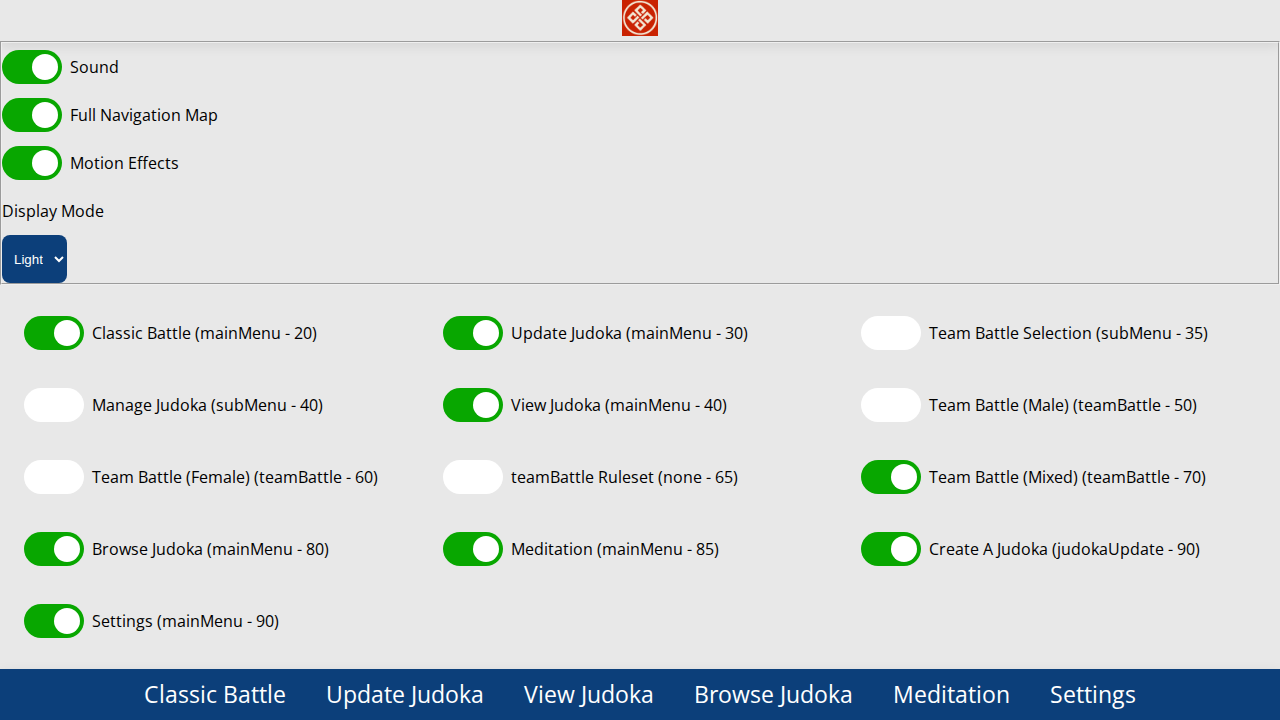 Sound
Full Navigation Map
Motion Effects
Display Mode
Light
Classic Battle (mainMenu - 20)
Update Judoka (mainMenu - 30)
Team Battle Selection (subMenu - 35)
Manage Judoka (subMenu - 40)
View Judoka (mainMenu - 40)
Team Battle (Male) (teamBattle - 50)
Team Battle (Female) (teamBattle - 60)
teamBattle Ruleset (none - 65)
Team Battle (Mixed) (teamBattle - 70)
Browse Judoka (mainMenu - 80)
Meditation (mainMenu - 85)
Create A Judoka (judokaUpdate - 90)
Settings (mainMenu - 90)
Classic Battle Update Judoka View Judoka Browse Judoka Meditation Settings